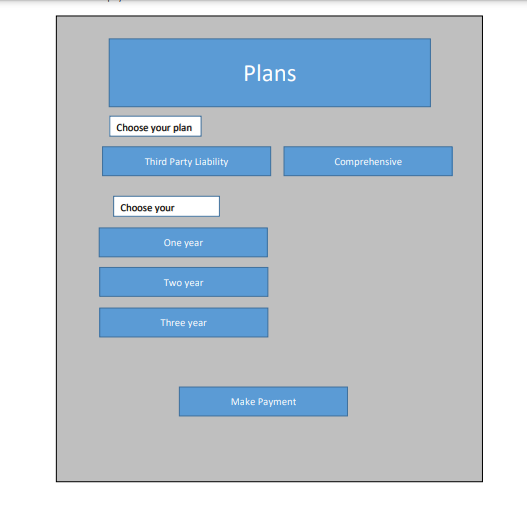 Plans
Choose your plan
Third Party Liability
Comprehensive
Choose your
One year
Two year
Three year
Make Payment